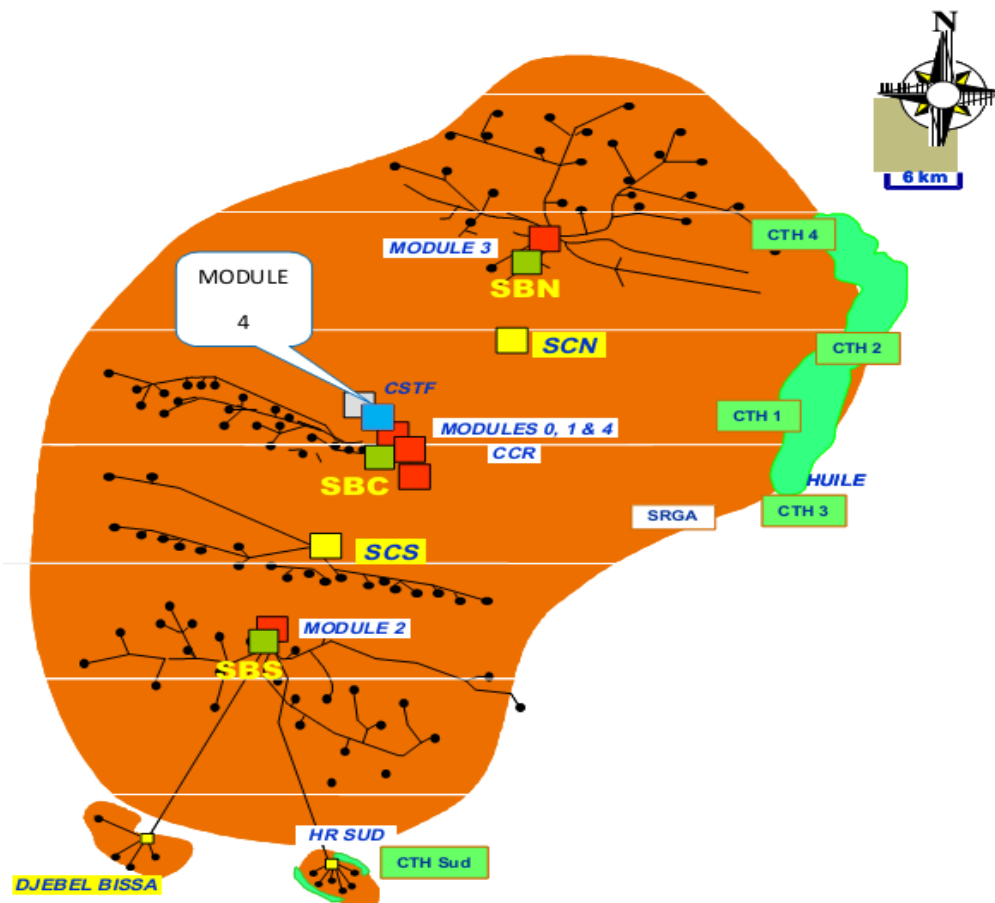 N
6 km
CTH 4
MODULE 3
MODULE
4
SBN
SCN
CTH 2
CSTF
CTH 1
MODULES 0, 1 & 4
CCR
SBC
HUILE
CTH 3
SRGA
SCS
MODULE 2
SBS
HR SUD
CTH Sud
DJEBEL BISSA